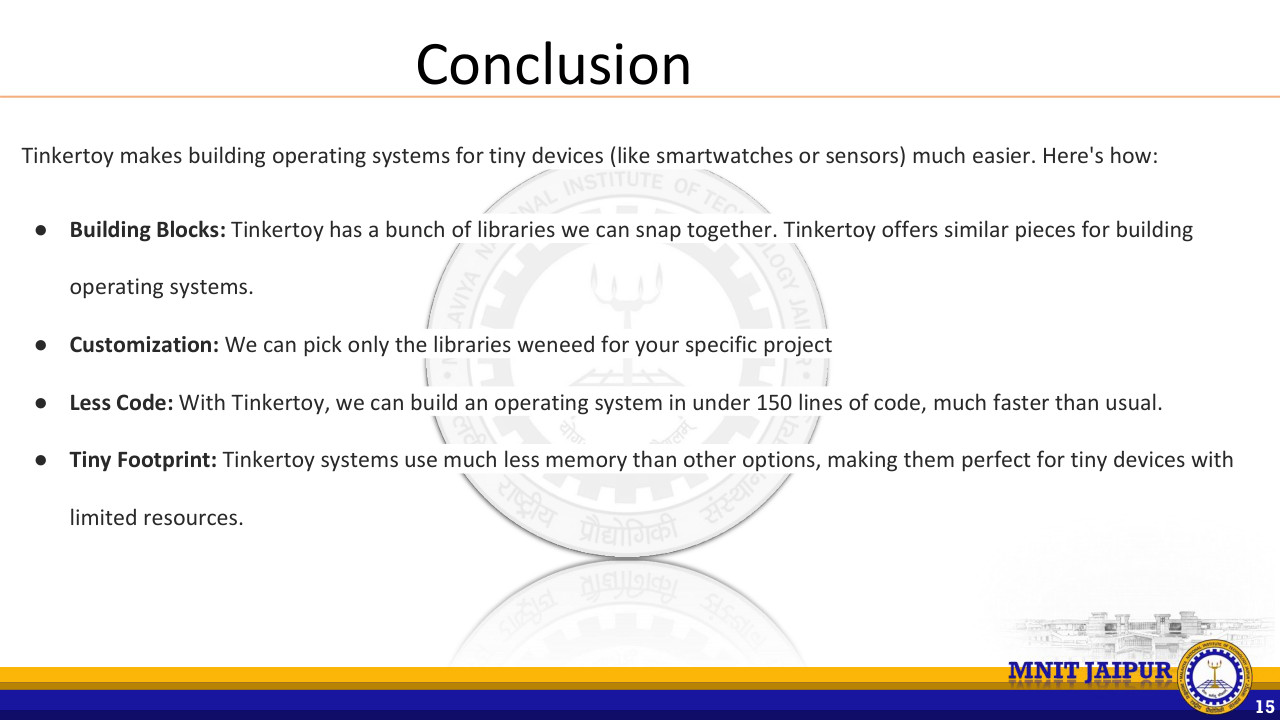 Conclusion
Tinkertoy makes building operating systems for tiny devices (like smartwatches or sensors) much easier. Here's how:
● Building Blocks: Tinkertoy has a bunch of libraries we can snap together. Tinkertoy offers similar pieces for building
operating systems.
● Customization: We can pick only the libraries weneed for your specific project
● Less Code: With Tinkertoy, we can build an operating system in under 150 lines of code, much faster than usual.
● Tiny Footprint: Tinkertoy systems use much less memory than other options, making them perfect for tiny devices with
limited resources.
INSTITUTE OF
राष्ट्रीय प्रौद्योगिकी संस्थान
MNIT JAIPUR
15